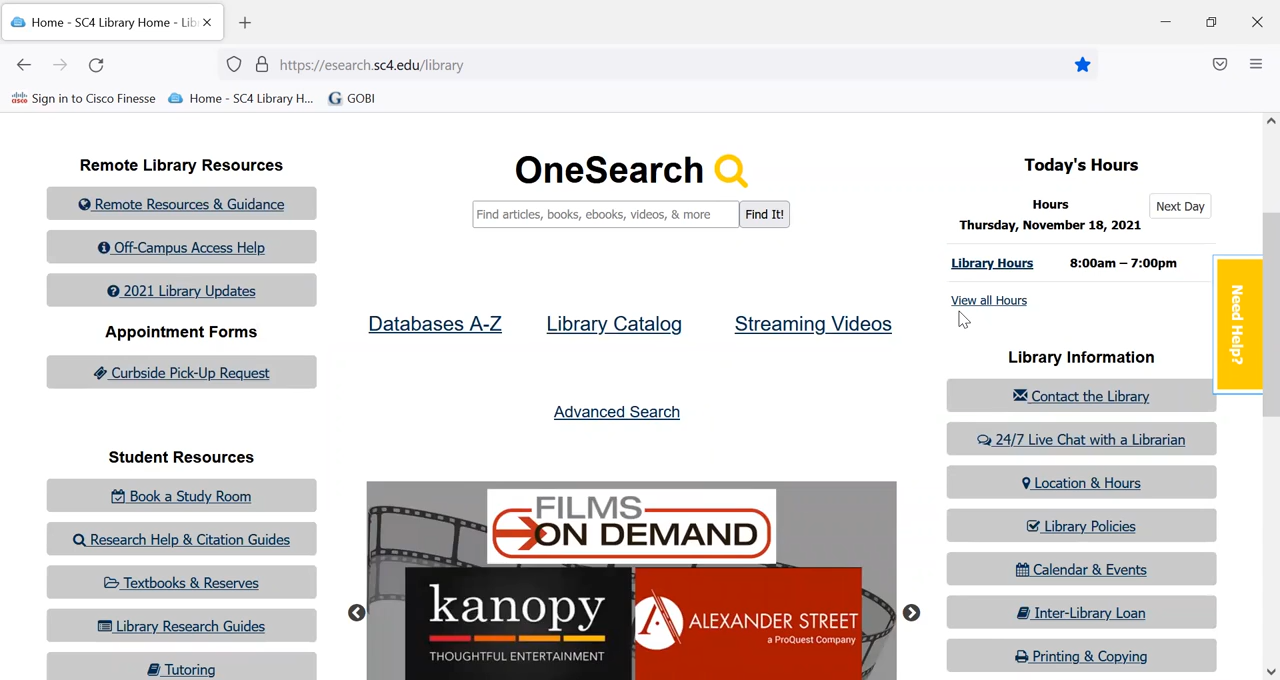 Home - SC4 Library Home - Lib
https://esearch.sc4.edu/library
Sign in to Cisco Finesse
Home - SC4 Library H...
GOBI
Remote Library Resources
Remote Resources & Guidance
Off-Campus Access Help
2021 Library Updates
Appointment Forms
Curbside Pick-Up Request
Student Resources
Book a Study Room
Research Help & Citation Guides
Textbooks & Reserves
Library Research Guides
Tutoring
OneSearch
Find articles, books, ebooks, videos, & more
Find It!
Databases A-Z
Library Catalog
Streaming Videos
Advanced Search
FILMS
ON DEMAND
kanopy
THOUGHTFUL ENTERTAINMENT
ALEXANDER STREET
a ProQuest Company
Today's Hours
Hours
Thursday, November 18, 2021
Next Day
Library Hours 8:00am – 7:00pm
View all Hours
Library Information
Contact the Library
24/7 Live Chat with a Librarian
Location & Hours
Library Policies
Calendar & Events
Inter-Library Loan
Printing & Copying
Need Help?